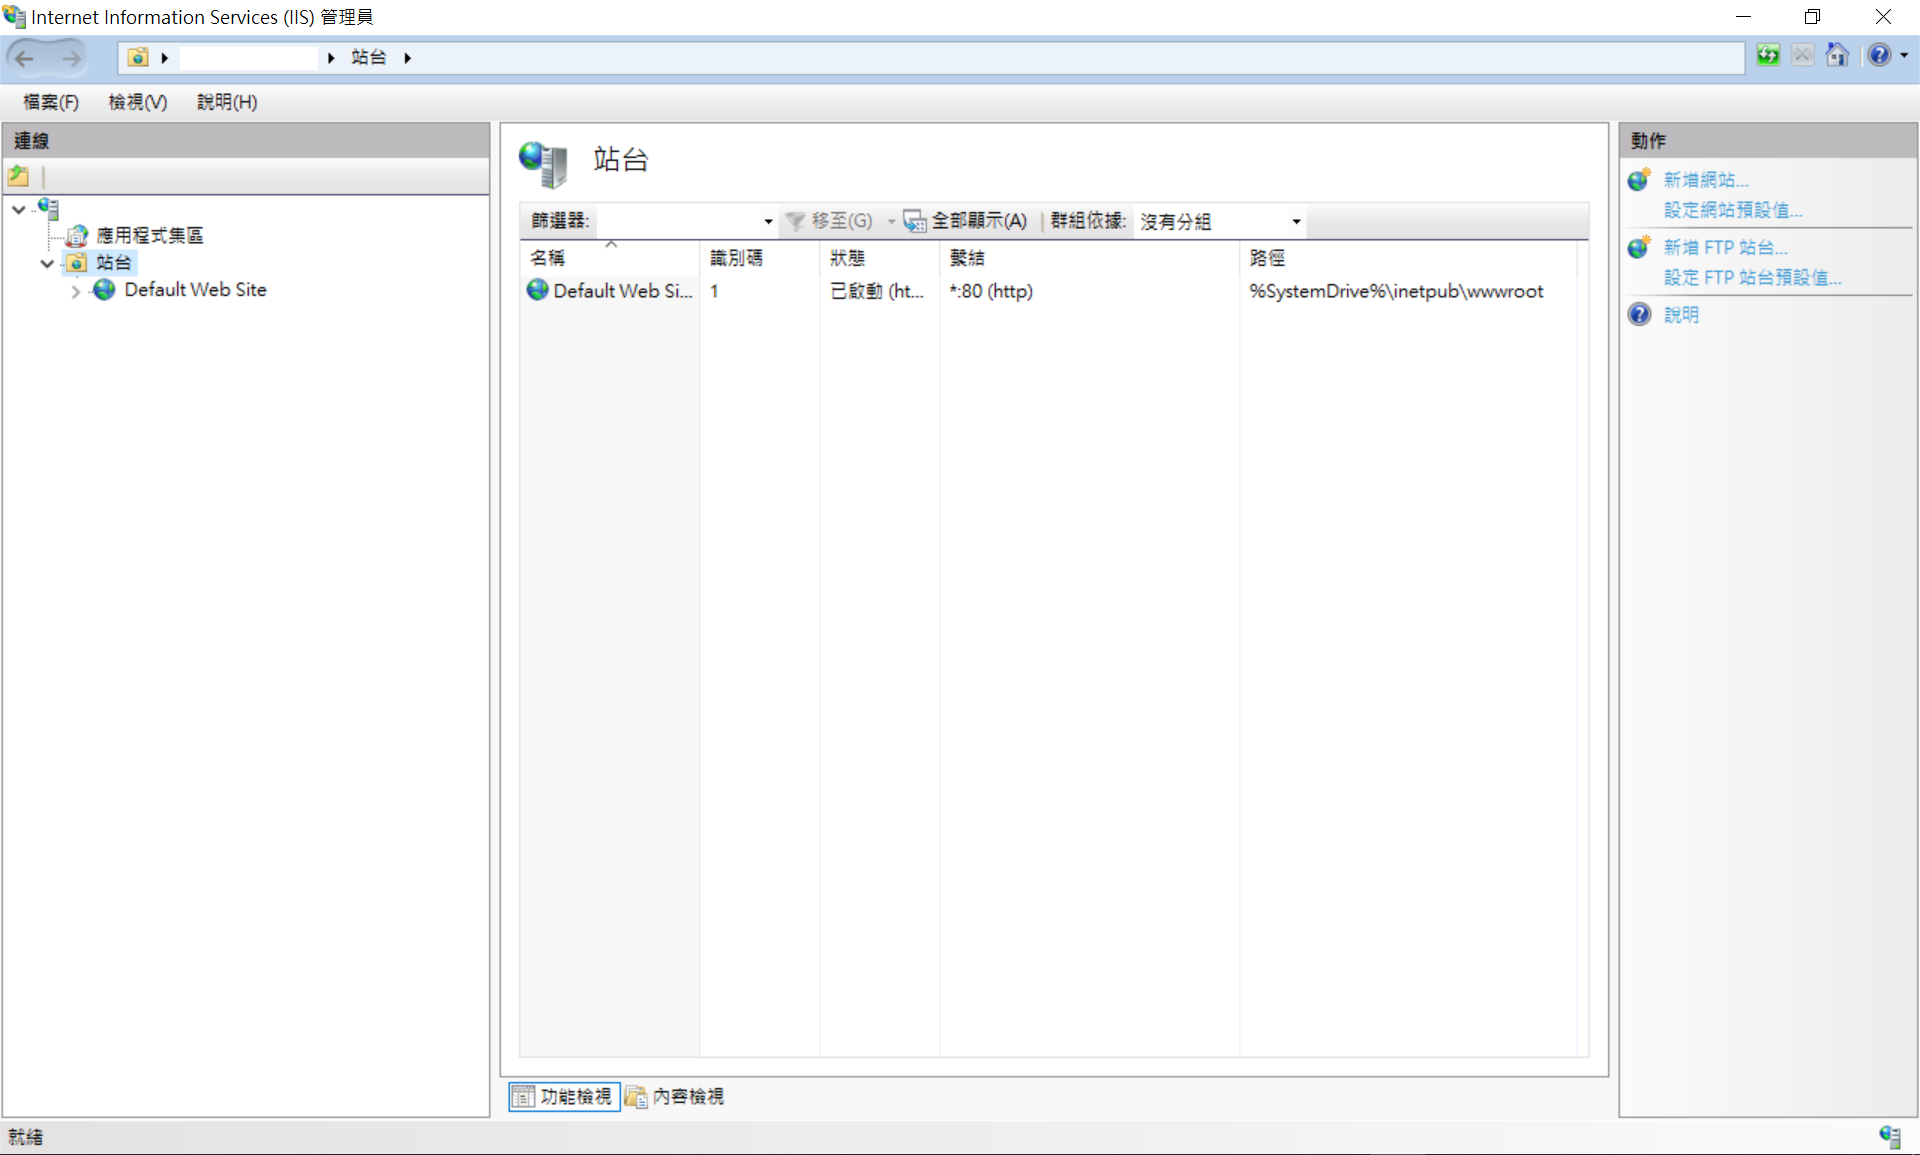 Internet Information Services (IIS) 管理員
站台
檔案(F) 檢視(V) 說明(H)
連線
應用程式集區
站台
Default Web Site
站台
篩選器: 移至(G) 全部顯示(A) 群組依據: 沒有分組
名稱 識別碼 狀態 繫結 路徑
Default Web Si... 1 已啟動 (ht... *:80 (http) %SystemDrive%\inetpub\wwwroot
功能檢視 內容檢視
動作
新增網站...
設定網站預設值...
新增 FTP 站台...
設定 FTP 站台預設值...
說明
就緒